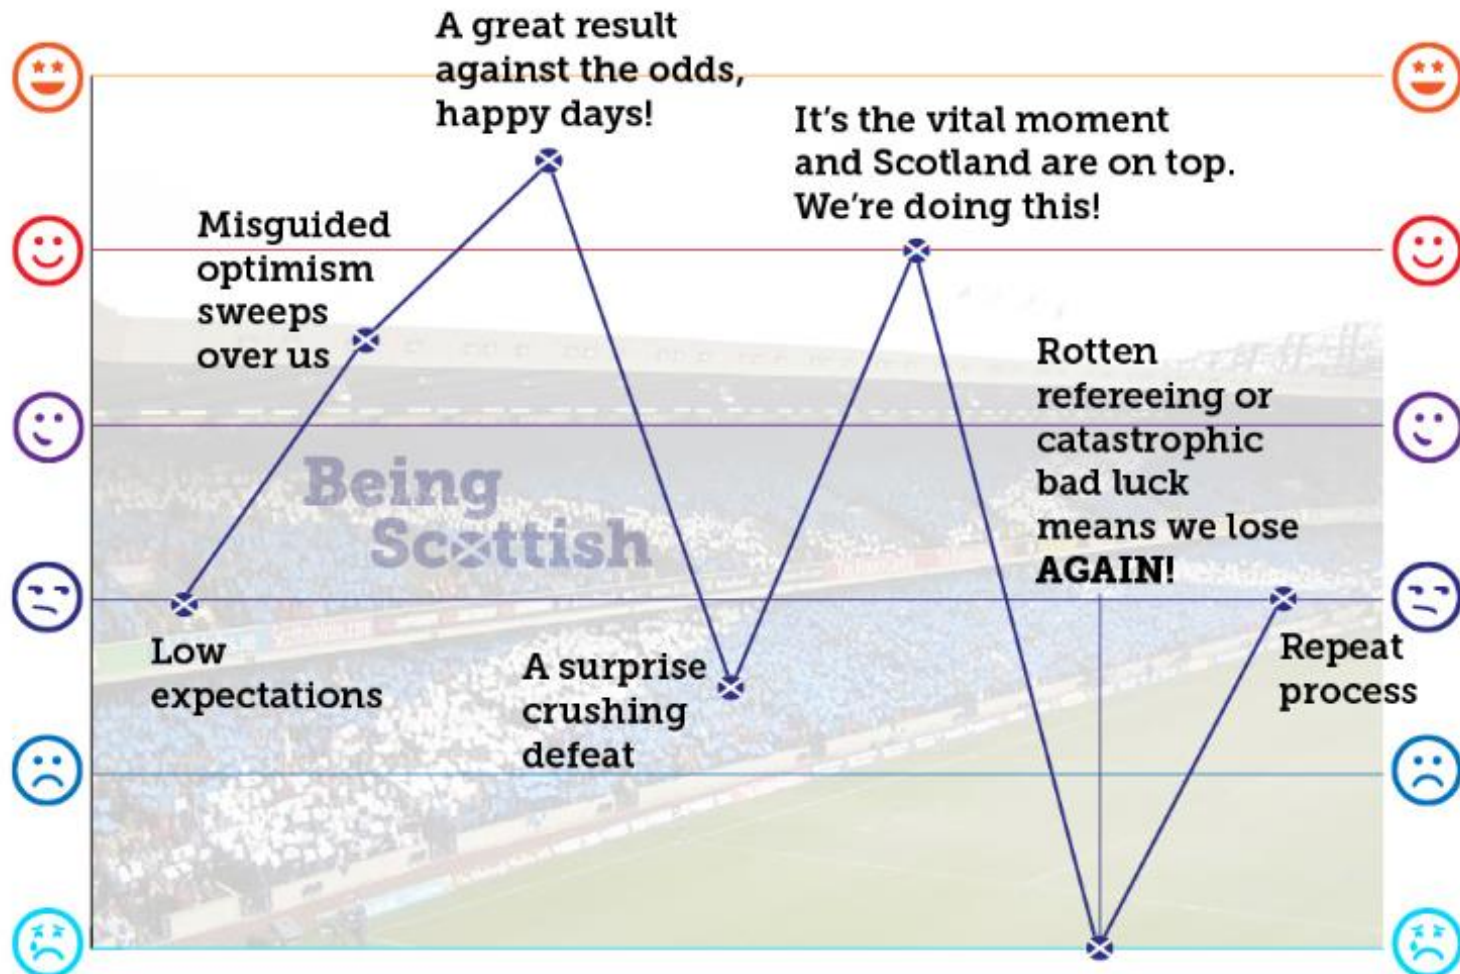 A great result
against the odds,
happy days!
It's the vital moment
and Scotland are on top.
We're doing this!
Misguided
optimism
sweeps
over us
Rotten
refereeing or
catastrophic
bad luck
means we lose
AGAIN!
Being
Scottish
Low
expectations
A surprise
crushing
defeat
Repeat
process